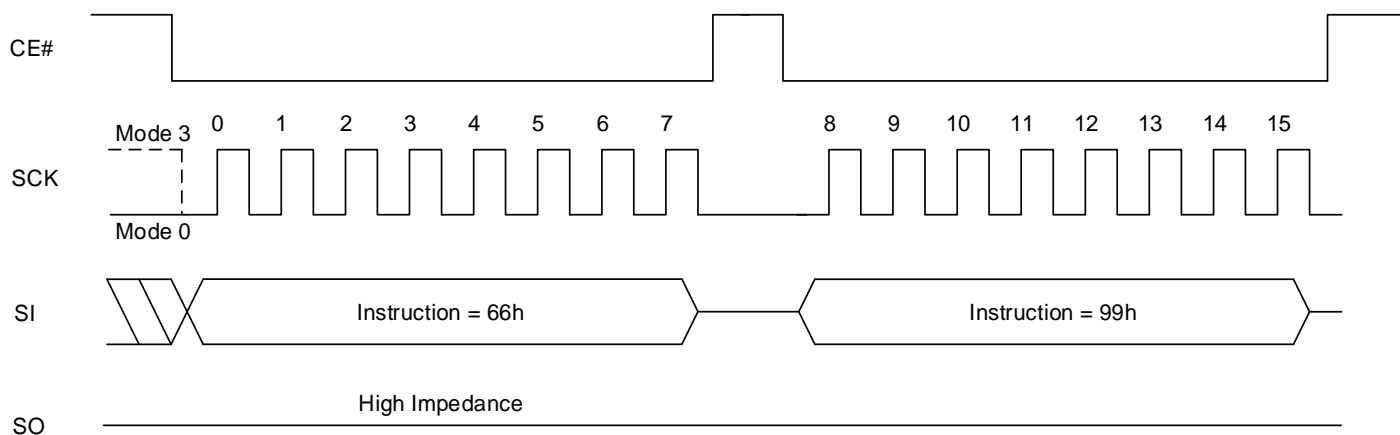 CE#
Mode 3
0 1 2 3 4 5 6 7 8 9 10 11 12 13 14 15
SCK
Mode 0
SI
Instruction = 66h
Instruction = 99h
High Impedance
SO